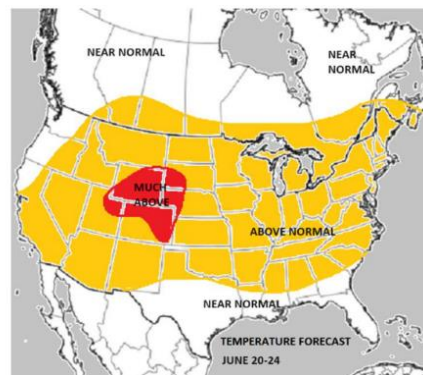 NEAR NORMAL
NEAR
NORMAL
MUCH
ABOVE
ABOVE NORMAL
NEAR NORMAL
TEMPERATURE FORECAST
JUNE 20-24